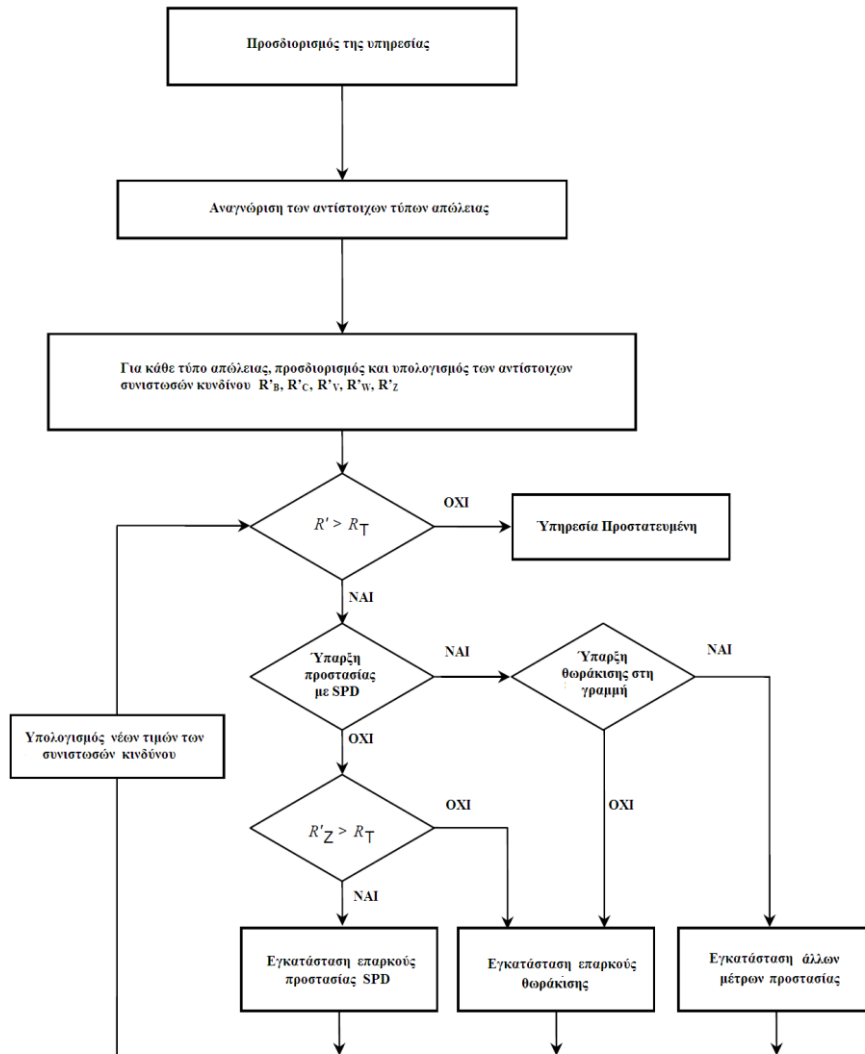 Προσδιορισμός της υπηρεσίας
Αναγνώριση των αντίστοιχων τύπων απώλειας
Για κάθε τύπο απώλειας, προσδιορισμός και υπολογισμός των αντίστοιχων
συνιστωσών κυνδίνου R'B, R'C, R'V, R'W, R'Z
R' > RT
ΟΧΙ
Ύπηρεσία Προστατευμένη
ΝΑΙ
Ύπαρξη
προστασίας
με SPD
ΝΑΙ
Ύπαρξη
θωράκισης στη
γραμμή
ΝΑΙ
Υπολογισμός νέων τιμών των
συνιστωσών κινδύνου
ΟΧΙ
R'Z > RT
ΟΧΙ
ΟΧΙ
ΝΑΙ
Εγκατάσταση επαρκούς
προστασίας SPD
Εγκατάσταση επαρκούς
θωράκισης
Εγκατάσταση άλλων
μέτρων προστασίας